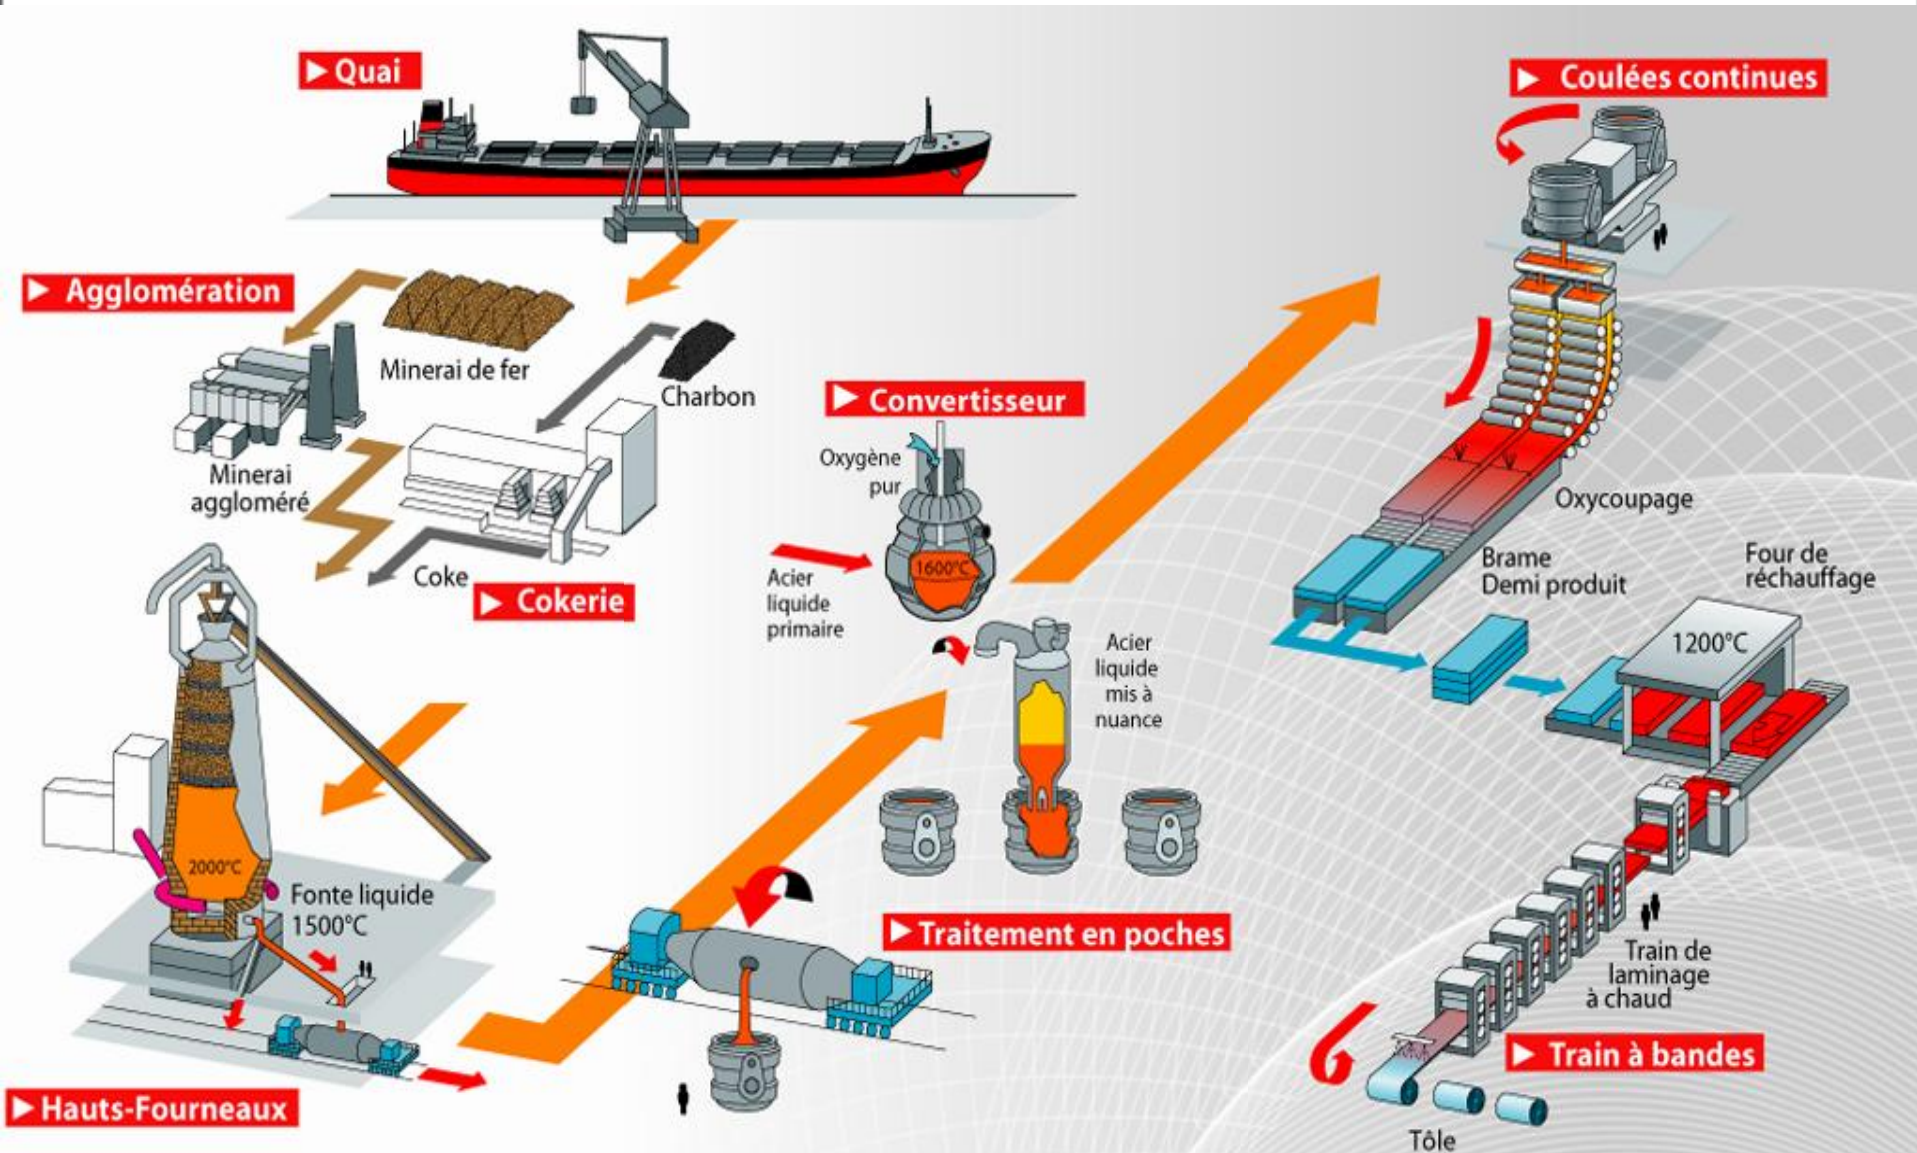 Quai
Agglomération
Minerai de fer
Charbon
Minerai
aggloméré
Coke
Cokerie
2000°C
Fonte liquide
1500°C
Hauts-Fourneaux
Convertisseur
Oxygène
pur
1600°C
Acier
liquide
primaire
Acier
liquide
mis à
nuance
Traitement en poches
Coulées continues
Oxycoupage
Brame
Demi produit
Four de
réchauffage
1200°C
Train de
laminage
à chaud
Train à bandes
Tôle